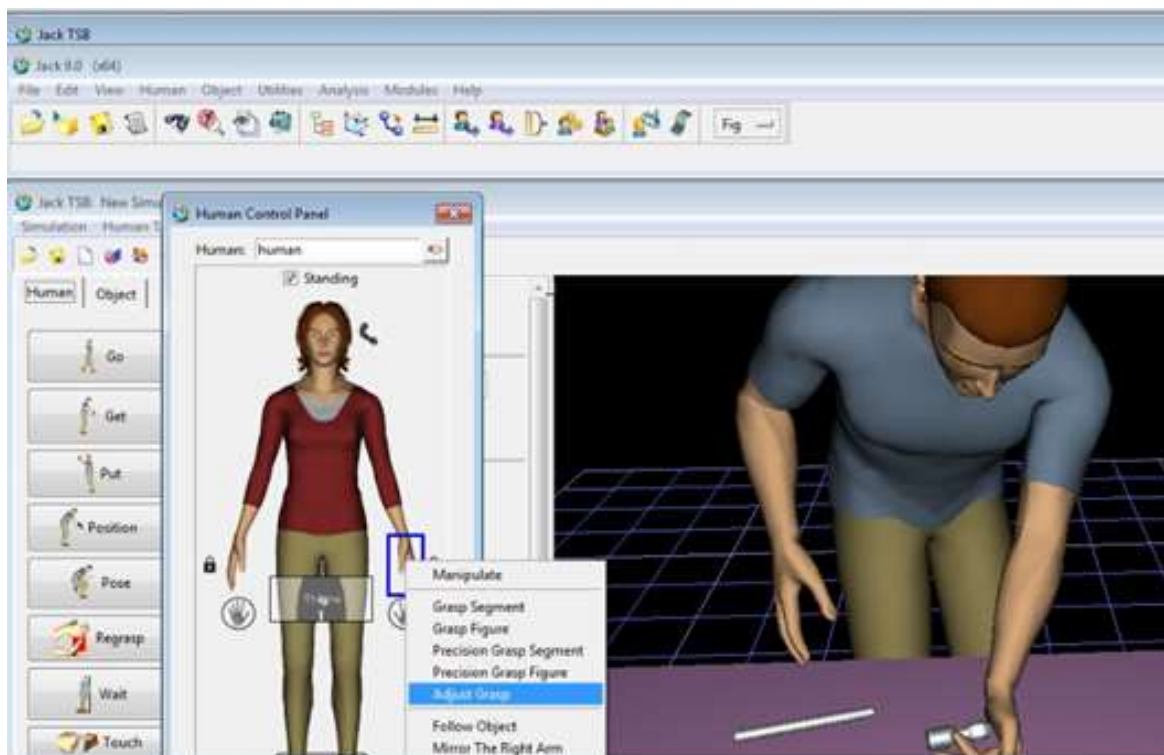 Jack TSB
Jack 9.0 (x64)
File Edit View Human Object Utilities Analysis Modules Help
Fig
Jack TSB: New Simu
Simulation Human T
Human Object
Go
Get
Put
Position
Pose
Regrasp
Wait
Touch
Human Control Panel
Human: human
Standing
Manipulate
Grasp Segment
Grasp Figure
Precision Grasp Segment
Precision Grasp Figure
Adjust Grasp
Follow Object
Mirror The Right Arm